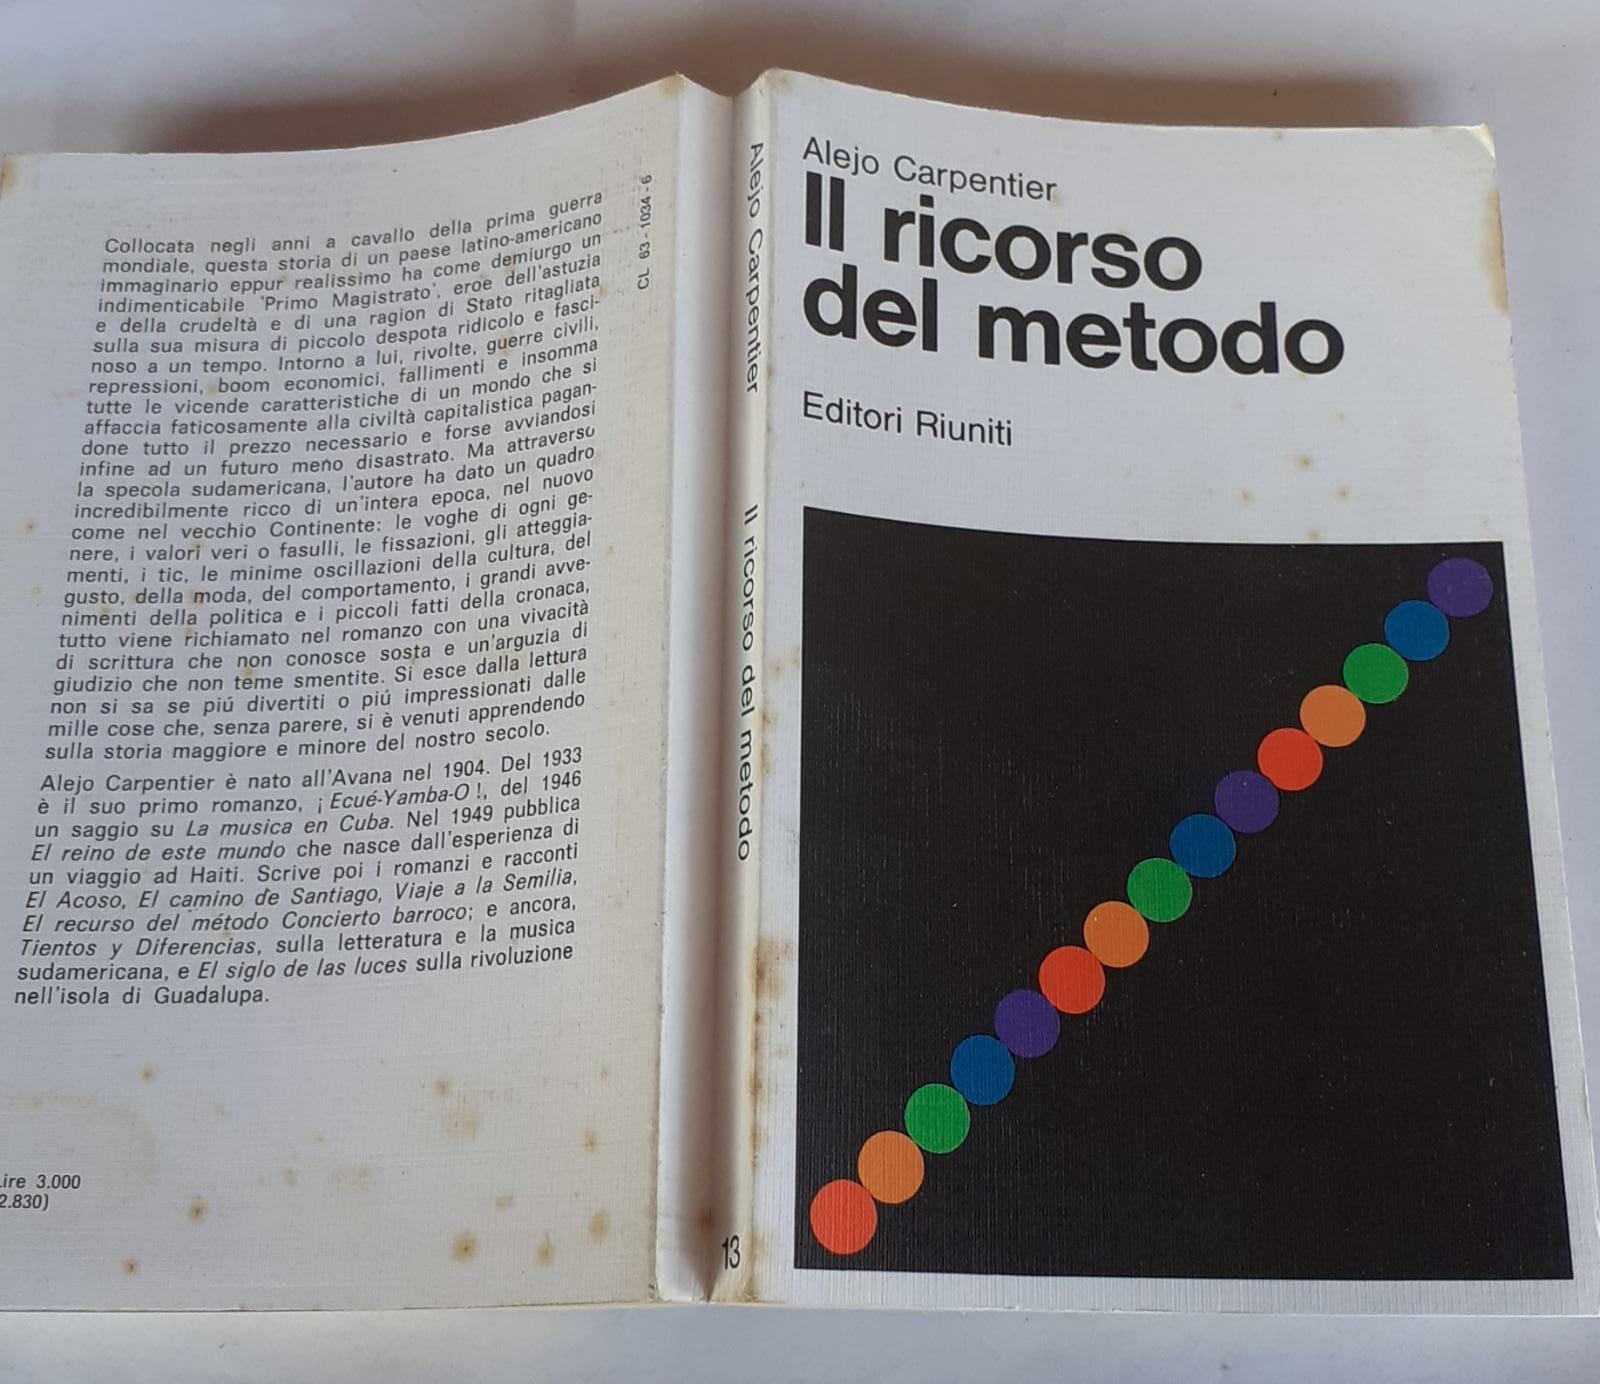 Collocata negli anni a cavallo della prima guerra
mondiale, questa storia di un paese latino-americano
immaginario eppur realissimo ha come demiurgo un
indimenticabile 'Primo Magistrato', eroe dell'astuzia
e della crudeltà e di una ragion di Stato ritagliata
sulla sua misura di piccolo despota ridicolo e fasci-
noso a un tempo. Intorno a lui, rivolte, guerre civili,
repressioni, boom economici, fallimenti e insomma
tutte le vicende caratteristiche di un mondo che si
affaccia faticosamente alla civiltà capitalistica pagan-
done tutto il prezzo necessario e forse avviandosi
infine ad un futuro meno disastrato. Ma attraverso
la specola sudamericana, l'autore ha dato un quadro
incredibilmente ricco di un'intera epoca, nel nuovo
come nel vecchio Continente: le voghe di ogni ge-
nere, i valori veri o fasulli, le fissazioni, gli atteggia-
menti, i tic, le minime oscillazioni della cultura, del
gusto, della moda, del comportamento, i grandi avve-
nimenti della politica e i piccoli fatti della cronaca,
tutto viene richiamato nel romanzo con una vivacità
di scrittura che non conosce sosta e un'arguzia di
giudizio che non teme smentite. Si esce dalla lettura
non si sa se piú divertiti o piú impressionati dalle
mille cose che, senza parere, si è venuti apprendendo
sulla storia maggiore e minore del nostro secolo.
Alejo Carpentier è nato all'Avana nel 1904. Del 1933
è il suo primo romanzo, ¡Ecué-Yamba-O!, del 1946
un saggio su La musica en Cuba. Nel 1949 pubblica
El reino de este mundo che nasce dall'esperienza di
un viaggio ad Haiti. Scrive poi i romanzi e racconti
El Acoso, El camino de Santiago, Viaje a la Semilia,
El recurso del método Concierto barroco; e ancora,
Tientos y Diferencias, sulla letteratura e la musica
sudamericana, e El siglo de las luces sulla rivoluzione
nell'isola di Guadalupa.
CL 63-1034-6
ire 3.000
2.830)
Alejo Carpentier
Il ricorso del metodo
13
Alejo Carpentier
Il ricorso
del metodo
Editori Riuniti